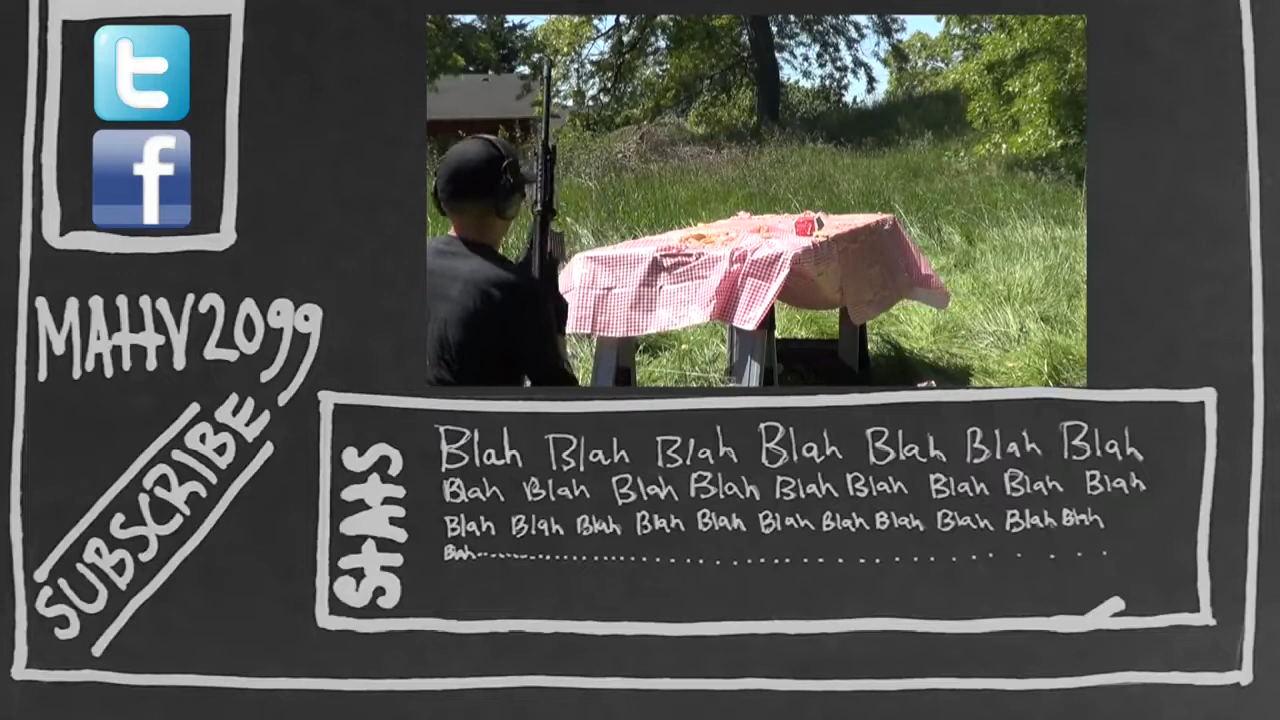 t
f
MAHV2099
SUBSCRIBE
StAtS
Blah Blah Blah Blah Blah Blah Blah
Blah Blah Blah Blah Blah Blah Blah Blah Blah
Blah Blah Blah Blah Blah Blah Blah Blah Blah Blah Blah
Blah..................................................